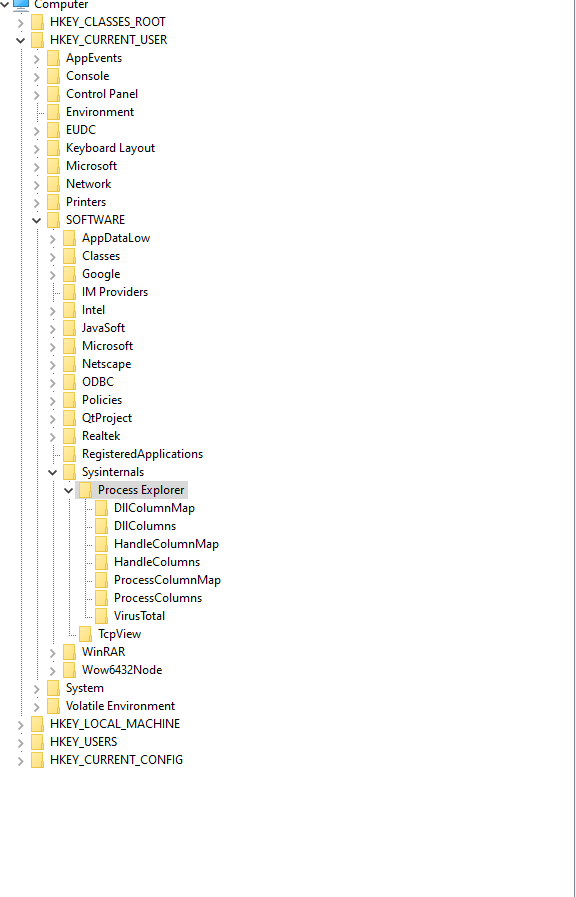 Computer
HKEY_CLASSES_ROOT
HKEY_CURRENT_USER
AppEvents
Console
Control Panel
Environment
EUDC
Keyboard Layout
Microsoft
Network
Printers
SOFTWARE
AppDataLow
Classes
Google
IM Providers
Intel
JavaSoft
Microsoft
Netscape
ODBC
Policies
QtProject
Realtek
RegisteredApplications
Sysinternals
Process Explorer
DllColumnMap
DllColumns
HandleColumnMap
HandleColumns
ProcessColumnMap
ProcessColumns
VirusTotal
TcpView
WinRAR
Wow6432Node
System
Volatile Environment
HKEY_LOCAL_MACHINE
HKEY_USERS
HKEY_CURRENT_CONFIG